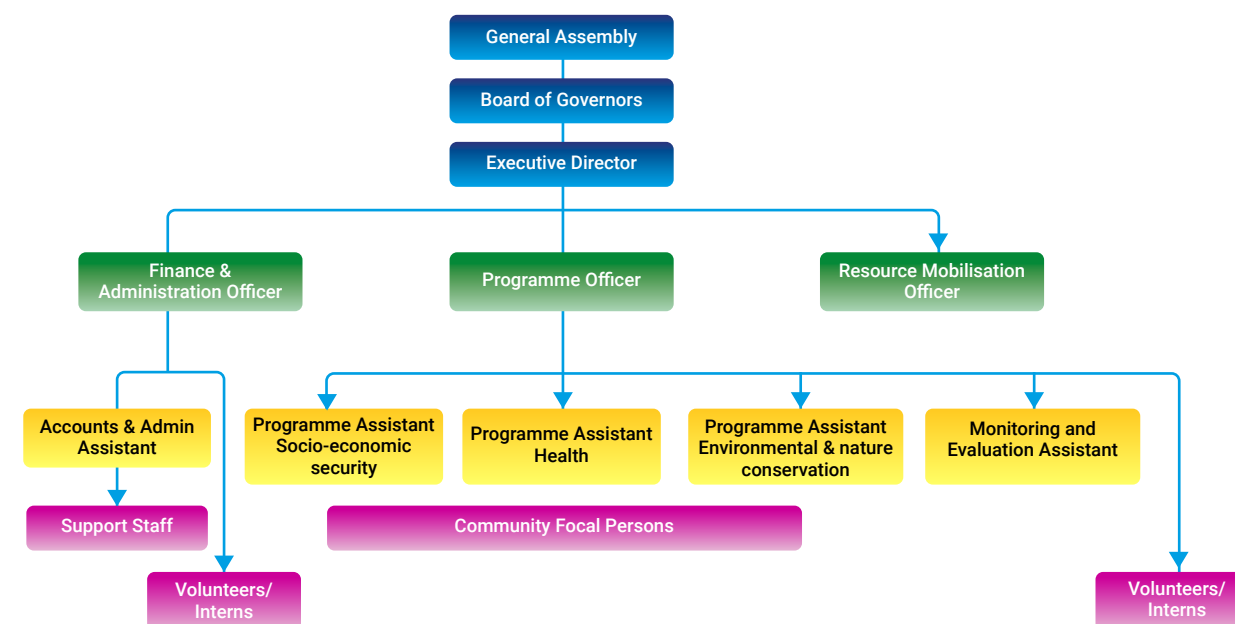 General Assembly
Board of Governors
Executive Director
Finance &
Administration Officer
Programme Officer
Resource Mobilisation
Officer
Accounts & Admin
Assistant
Programme Assistant
Socio-economic
security
Programme Assistant
Health
Programme Assistant
Environmental & nature
conservation
Monitoring and
Evaluation Assistant
Support Staff
Community Focal Persons
Volunteers/
Interns
Volunteers/
Interns